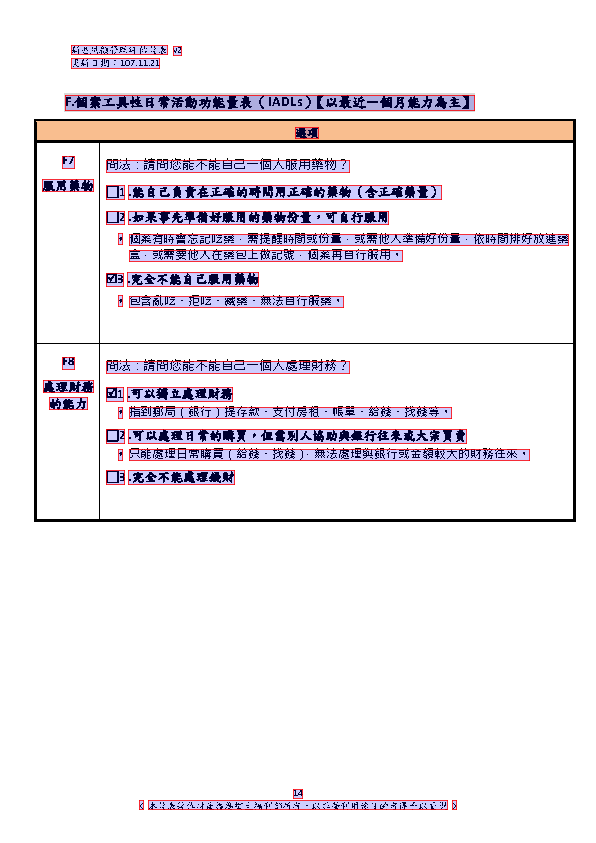 v2
更新日期：107.11.21
F.個案工具性日常活動功能量表（IADLs）【以最近一個月能力為主】
選項
F7
服用藥物
問法：請問您能不能自己一個人服用藥物？
☐1.能自己負責在正確的時間用正確的藥物（含正確藥量）
☐2.如果事先準備好服用的藥物份量，可自行服用
• 個案有時會忘記吃藥、需提醒時間或份量、或需他人準備好份量、依時間排好放進藥
盒、或需要他人在藥包上做記號，個案再自行服用。
☑3.完全不能自己服用藥物
• 包含亂吃、拒吃、藏藥、無法自行服藥。
F8
處理財務
的能力
問法：請問您能不能自己一個人處理財務？
☑1.可以獨立處理財務
• 指到郵局（銀行）提存款、支付房租、帳單、給錢、找錢等。
☐2.可以處理日常的購買，但需別人協助與銀行往來或大宗買賣
• 只能處理日常購買（給錢、找錢），無法處理與銀行或金額較大的財務往來。
☐3.完全不能處理錢財
14